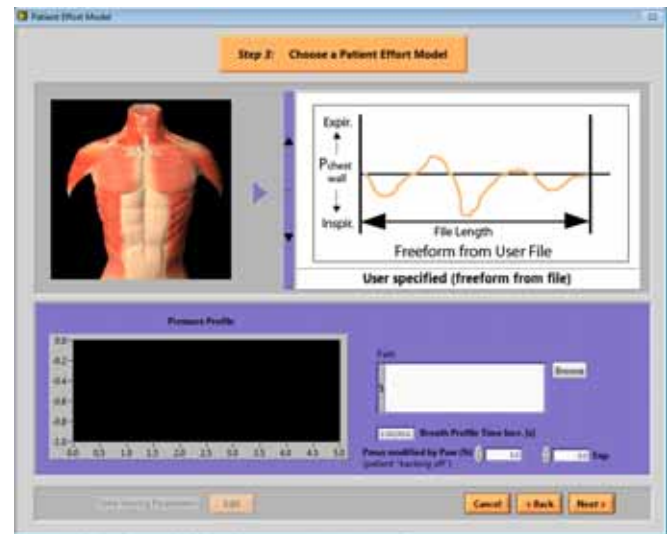 Patient Effort Model
Step 3: Choose a Patient Effort Model
Expir.
Pchest
wall
Inspir.
File Length
Freeform from User File
User specified (freeform from file)
Pressure Profile
0.0
-0.2
-0.4
-0.6
-0.8
-1.0
0.0 0.5 1.0 1.5 2.0 2.5 3.0 3.5 4.0 4.5 5.0
Path
Browse
Breath Profile Time Incr. [s]
Pmus modified by Paw (%)
(patient "backing off")
Edit
Cancel
< Back
Next >